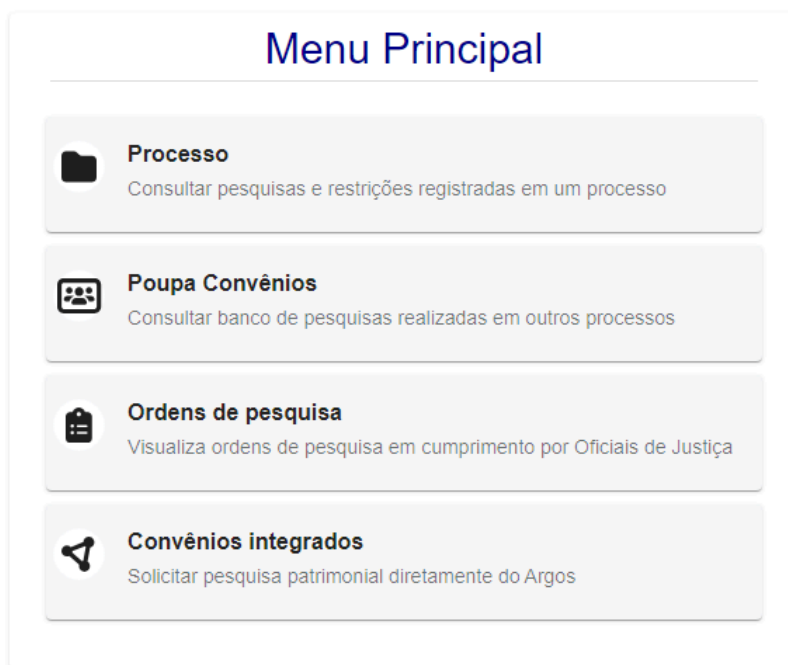 Menu Principal
Processo
Consultar pesquisas e restrições registradas em um processo
Poupa Convênios
Consultar banco de pesquisas realizadas em outros processos
Ordens de pesquisa
Visualiza ordens de pesquisa em cumprimento por Oficiais de Justiça
Convênios integrados
Solicitar pesquisa patrimonial diretamente do Argos